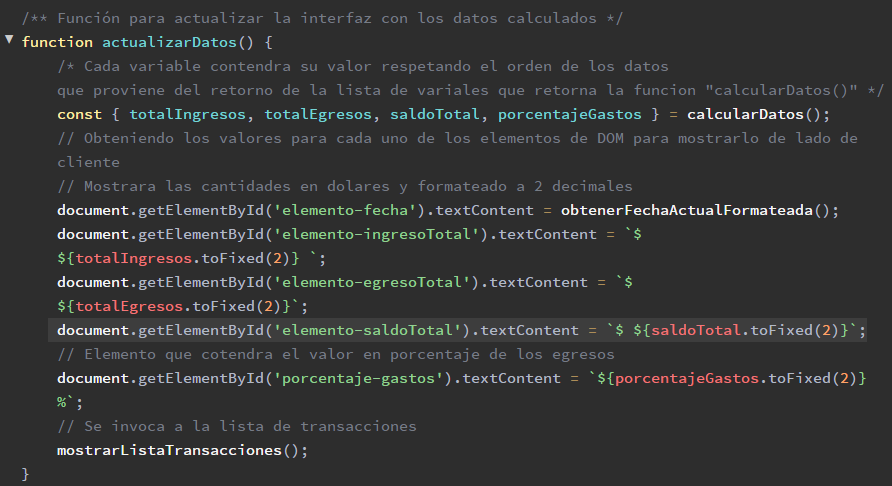 /** Función para actualizar la interfaz con los datos calculados */
function actualizarDatos() {
/* Cada variable contendra su valor respetando el orden de los datos
que proviene del retorno de la lista de variales que retorna la funcion "calcularDatos()" */
const { totalIngresos, totalEgresos, saldoTotal, porcentajeGastos } = calcularDatos();
// Obteniendo los valores para cada uno de los elementos de DOM para mostrarlo de lado de
cliente
// Mostrara las cantidades en dolares y formateado a 2 decimales
document.getElementById('elemento-fecha').textContent = obtenerFechaActualFormateada();
document.getElementById('elemento-ingresoTotal').textContent = `$
${totalIngresos.toFixed(2)} `;
document.getElementById('elemento-egresoTotal').textContent = `$
${totalEgresos.toFixed(2)}`;
document.getElementById('elemento-saldoTotal').textContent = `$ ${saldoTotal.toFixed(2)}`;
// Elemento que cotendra el valor en porcentaje de los egresos
document.getElementById('porcentaje-gastos').textContent = `${porcentajeGastos.toFixed(2)}
%`;
// Se invoca a la lista de transacciones
mostrarListaTransacciones();
}